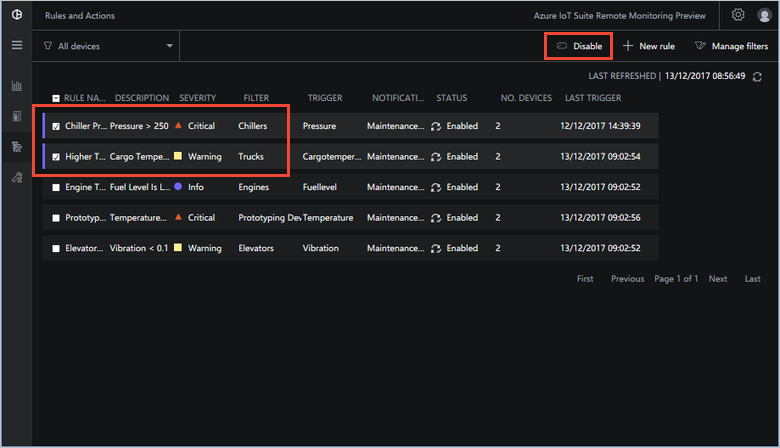 Rules and Actions
Azure IoT Suite Remote Monitoring Preview
All devices
Disable
New rule
Manage filters
LAST REFRESHED | 13/12/2017 08:56:49
RULE NA... DESCRIPTION SEVERITY FILTER TRIGGER NOTIFICATI... STATUS NO. DEVICES LAST TRIGGER
Chiller Pr... Pressure > 250 Critical Chillers Pressure Maintenance... Enabled 2 12/12/2017 14:39:39
Higher T... Cargo Tempe... Warning Trucks Cargotemper... Maintenance... Enabled 2 13/12/2017 09:02:54
Engine T... Fuel Level Is L... Info Engines Fuellevel Maintenance... Enabled 2 13/12/2017 09:02:52
Prototyp... Temperature... Critical Prototyping Dev Temperature Maintenance... Enabled 2 13/12/2017 09:02:56
Elevator... Vibration < 0.1 Warning Elevators Vibration Maintenance... Enabled 2 13/12/2017 09:02:52
First Previous Page 1 of 1 Next Last